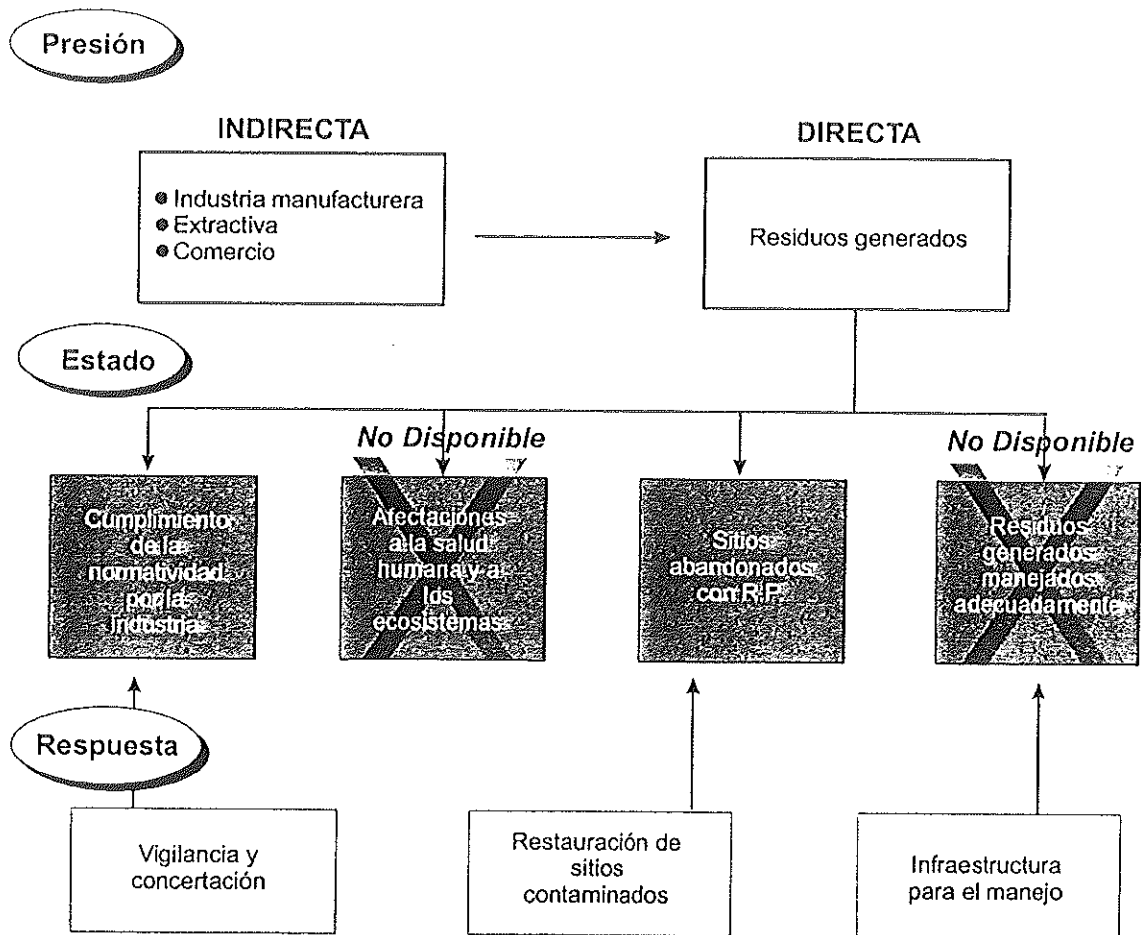 Presión
INDIRECTA
● Industria manufacturera
● Extractiva
● Comercio
DIRECTA
Residuos generados
Estado
No Disponible
No Disponible
Cumplimiento
de la
normatividad
por la
industria
Afectaciones
a la salud
humana y a
los
ecosistemas
Sitios
abandonados
con R.P.
Residuos
generados
manejados
adecuadamente
Respuesta
Vigilancia y
concertación
Restauración de
sitios
contaminados
Infraestructura
para el manejo